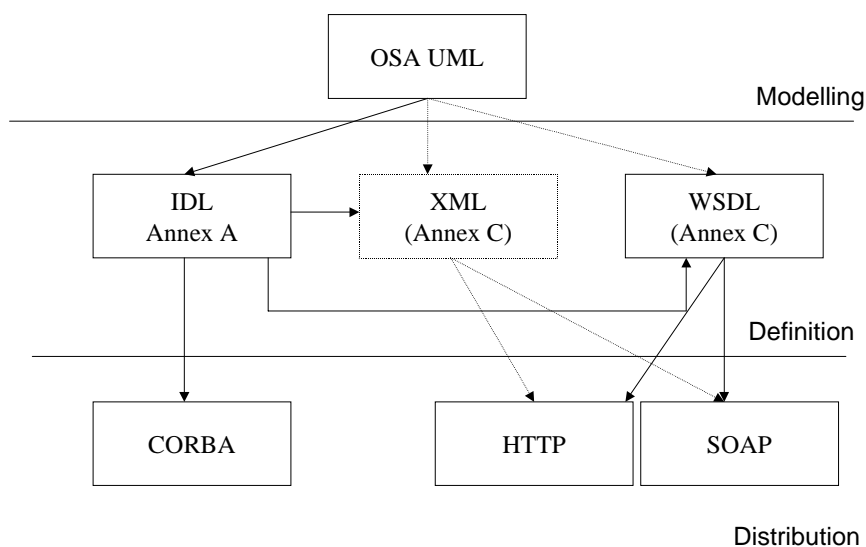 OSA UML
Modelling
IDL
Annex A
XML
(Annex C)
WSDL
(Annex C)
Definition
CORBA
HTTP
SOAP
Distribution